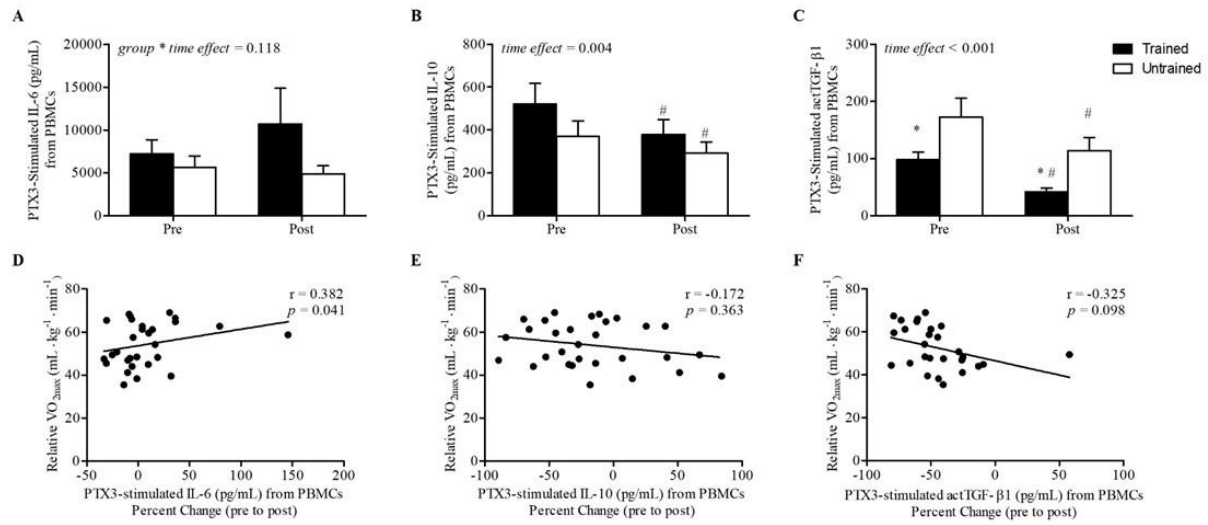 A
PTX3-Stimulated IL-6 (pg/mL)
from PBMCs
group * time effect = 0.118
20000
15000
10000
5000
0
Pre
Post
B
PTX3-Stimulated IL-10
(pg/mL) from PBMCs
time effect = 0.004
800
600
400
200
0
#
#
Pre
Post
C
PTX3-Stimulated actTGF-β1
(pg/mL) from PBMCs
time effect < 0.001
300
200
100
0
*
* #
#
Pre
Post
Trained
Untrained
D
Relative VO2max (mL · kg-1 · min-1)
r = 0.382
p = 0.041
80
60
40
20
0
-50
0
50
100
150
200
PTX3-stimulated IL-6 (pg/mL) from PBMCs
Percent Change (pre to post)
E
Relative VO2max (mL · kg-1 · min-1)
r = -0.172
p = 0.363
80
60
40
20
0
-100
-50
0
50
100
PTX3-stimulated IL-10 (pg/mL) from PBMCs
Percent Change (pre to post)
F
Relative VO2max (mL · kg-1 · min-1)
r = -0.325
p = 0.098
80
60
40
20
0
-100
-50
0
50
100
PTX3-stimulated actTGF-β1 (pg/mL) from PBMCs
Percent Change (pre to post)